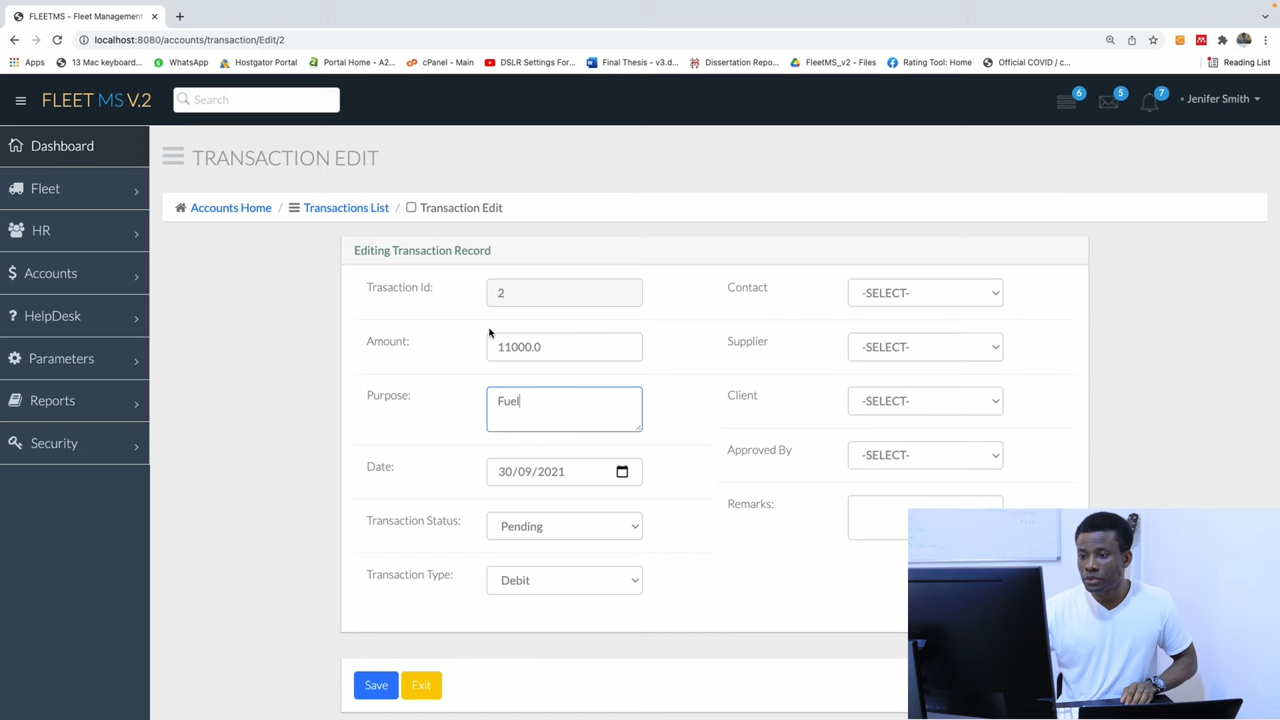 FLEETMS - Fleet Management
localhost:8080/accounts/transaction/Edit/2
Apps 13 Mac keyboard... WhatsApp Hostgator Portal Portal Home - A2... cPanel - Main DSLR Settings For... Final Thesis - v3.d... Dissertation Repo... FleetMS_v2 - Files Rating Tool: Home Official COVID / c... Reading List
FLEET MS V.2 Search 6 5 7 Jenifer Smith
Dashboard
Fleet
HR
Accounts
HelpDesk
Parameters
Reports
Security
TRANSACTION EDIT
Accounts Home / Transactions List / Transaction Edit
Editing Transaction Record
Trasaction Id: 2
Amount: 11000.0
Purpose: Fuel
Date: 30/09/2021
Transaction Status: Pending
Transaction Type: Debit
Contact -SELECT-
Supplier -SELECT-
Client -SELECT-
Approved By -SELECT-
Remarks:
Save Exit